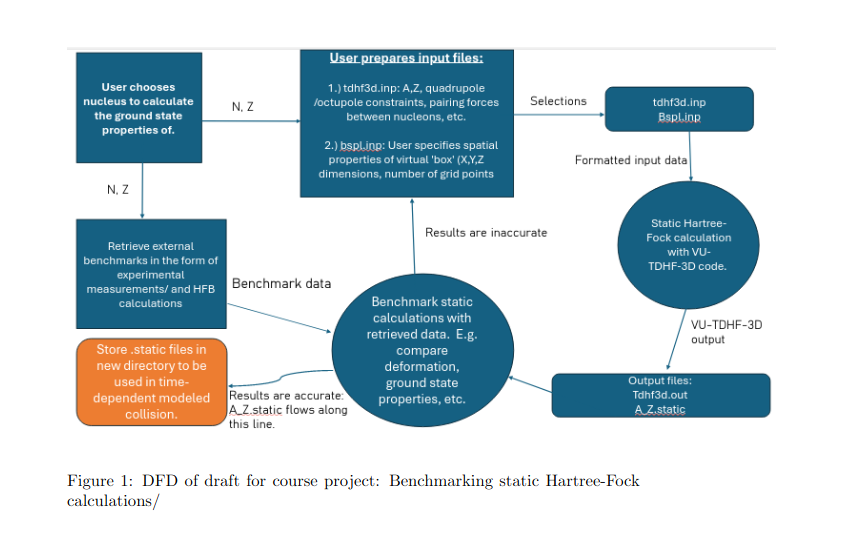 User chooses
nucleus to calculate
the ground state
properties of.
N, Z
User prepares input files:
1.) tdhf3d.inp: A,Z, quadrupole
/octupole constraints, pairing forces
between nucleons, etc.
2.) bspl.inp: User specifies spatial
properties of virtual 'box' (X,Y,Z
dimensions, number of grid points
Selections
tdhf3d.inp
Bspl.inp
Formatted input data
N, Z
Static Hartree-
Fock calculation
with VU-
TDHF-3D code.
Retrieve external
benchmarks in the form of
experimental
measurements/ and HFB
calculations
Results are inaccurate
Benchmark data
Benchmark static
calculations with
retrieved data. E.g.
compare
deformation,
ground state
properties, etc.
VU-TDHF-3D
output
Store .static files in
new directory to be
used in time-
dependent modeled
collision.
Results are accurate:
A_Z.static flows along
this line.
Output files:
Tdhf3d.out
A_Z.static
Figure 1: DFD of draft for course project: Benchmarking static Hartree-Fock
calculations/